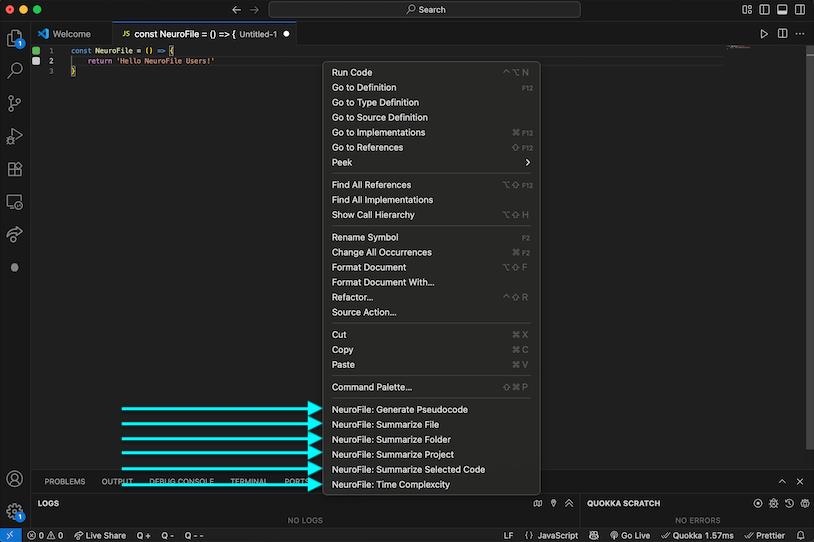 Search
Welcome
JS const NeuroFile = () => { Untitled-1
1 const NeuroFile = () => {
2 return 'Hello NeuroFile Users!'
3 }
Run Code ^⌥N
Go to Definition F12
Go to Type Definition
Go to Source Definition
Go to Implementations ⌘F12
Go to References ⇧F12
Peek
Find All References ⌥⇧F12
Find All Implementations
Show Call Hierarchy ⌥⇧H
Rename Symbol F2
Change All Occurrences ⌘F2
Format Document ⌥⇧F
Format Document With...
Refactor... ^⇧R
Source Action...
Cut ⌘X
Copy ⌘C
Paste ⌘V
Command Palette... ⇧⌘P
NeuroFile: Generate Pseudocode
NeuroFile: Summarize File
NeuroFile: Summarize Folder
NeuroFile: Summarize Project
NeuroFile: Summarize Selected Code
NeuroFile: Time Complexcity
1
1
PROBLEMS OUTPUT DEBUG CONSOLE TERMINAL PORTS
LOGS
NO LOGS
QUOKKA SCRATCH
NO ERRORS
0 0 Live Share Q + Q - Q - - LF {} JavaScript Go Live Quokka 1.57ms Prettier